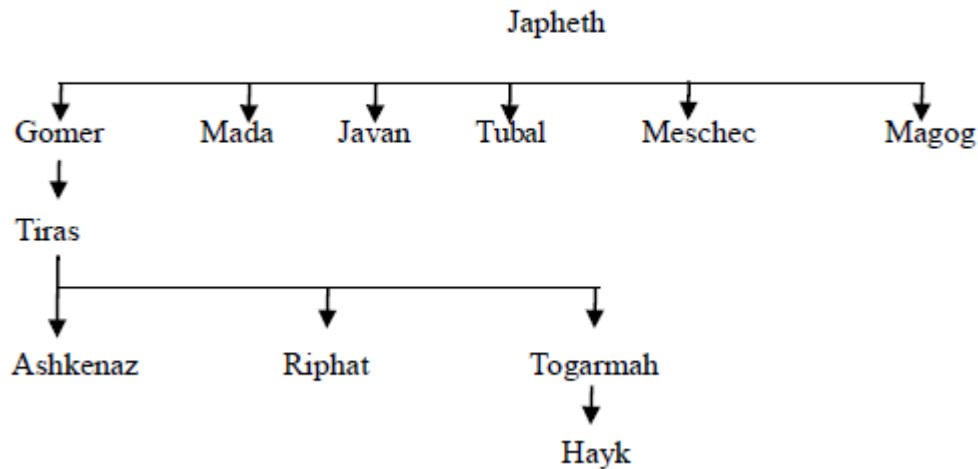 Japheth
Gomer Mada Javan Tubal Meschec Magog
Tiras
Ashkenaz Riphat Togarmah
Hayk